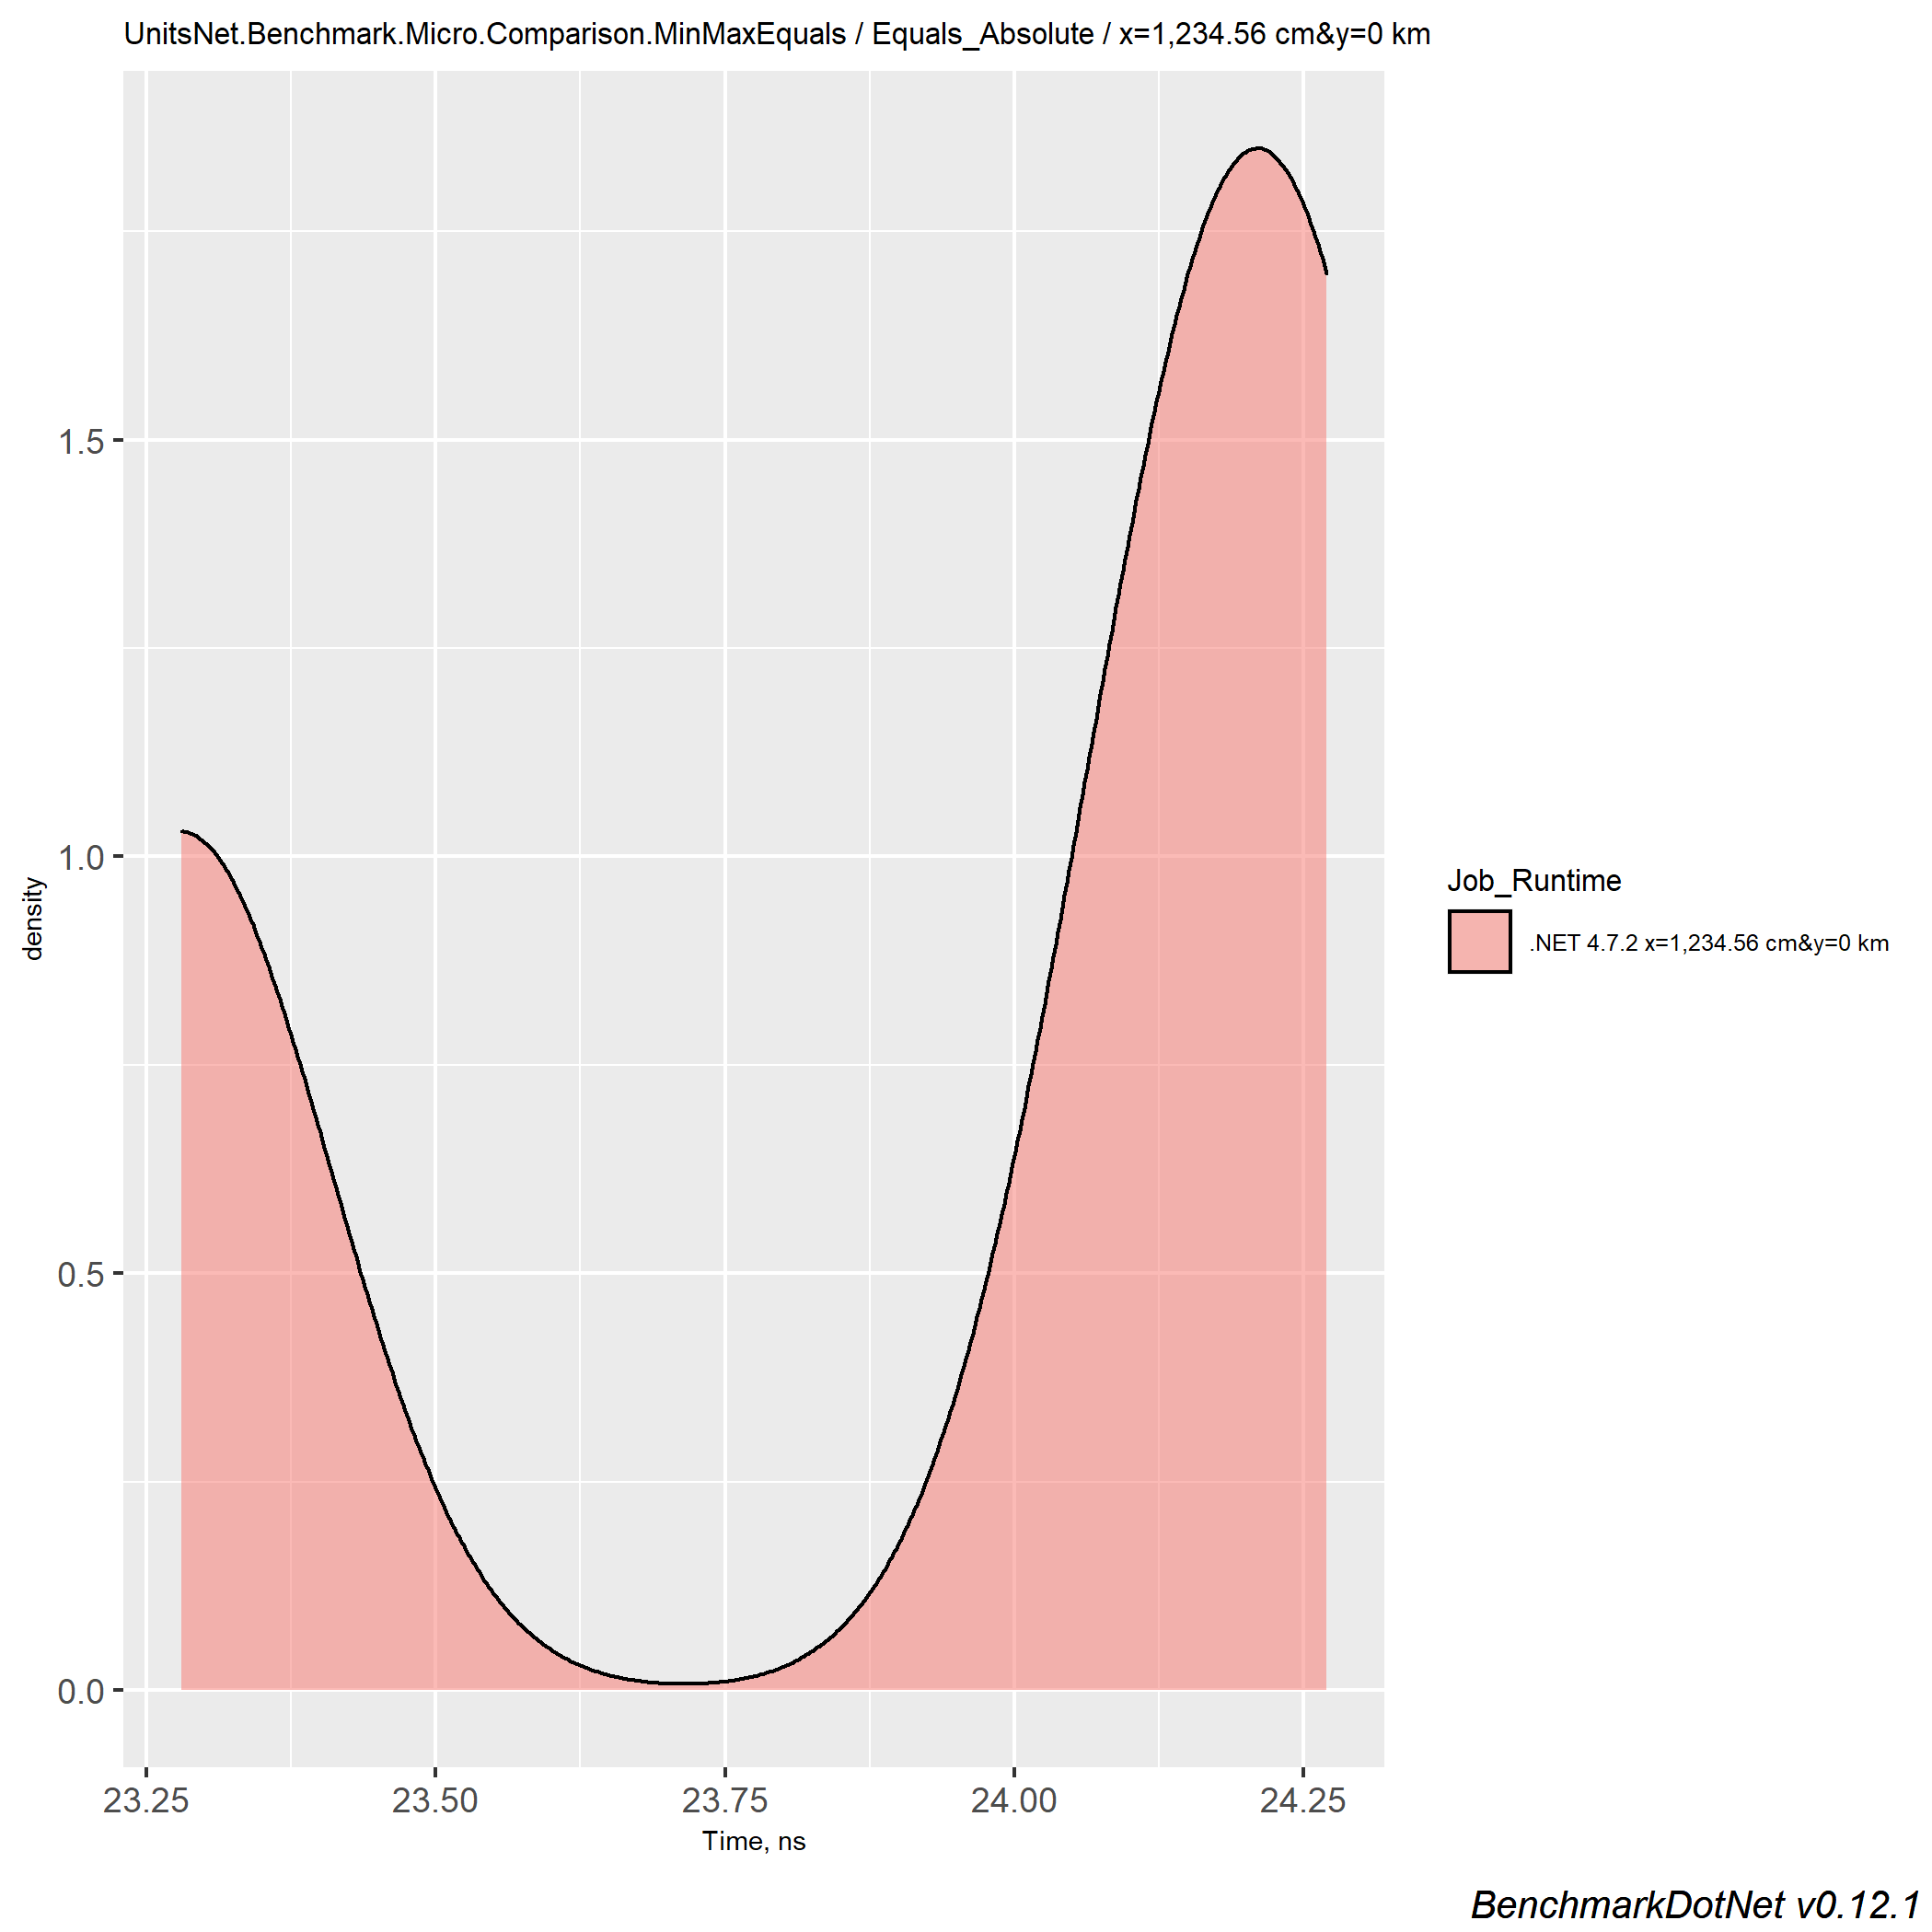 UnitsNet.Benchmark.Micro.Comparison.MinMaxEquals / Equals_Absolute / x=1,234.56 cm&y=0 km
1.5
1.0
0.5
0.0
density
23.25 23.50 23.75 24.00 24.25
Time, ns
Job_Runtime
.NET 4.7.2 x=1,234.56 cm&y=0 km
BenchmarkDotNet v0.12.1